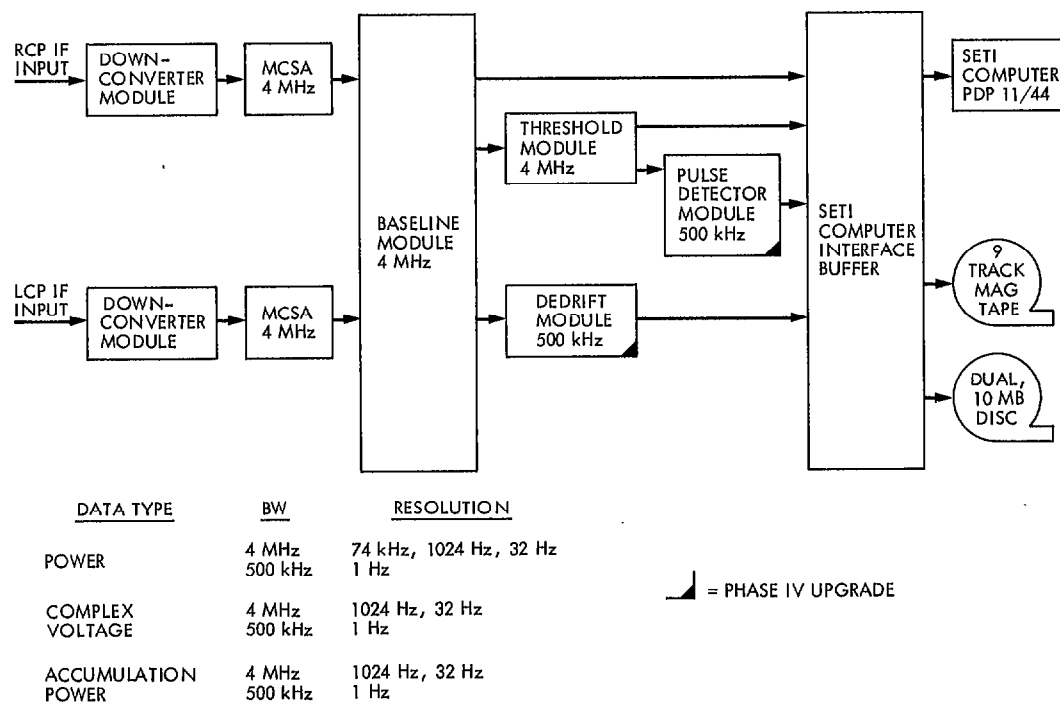 RCP IF
INPUT
DOWN-
CONVERTER
MODULE
MCSA
4 MHz
BASELINE
MODULE
4 MHz
THRESHOLD
MODULE
4 MHz
PULSE
DETECTOR
MODULE
500 kHz
SETI
COMPUTER
INTERFACE
BUFFER
SETI
COMPUTER
PDP 11/44
9
TRACK
MAG
TAPE
DUAL,
10 MB
DISC
LCP IF
INPUT
DOWN-
CONVERTER
MODULE
MCSA
4 MHz
DEDRIFT
MODULE
500 kHz
DATA TYPE BW RESOLUTION
POWER 4 MHz 74 kHz, 1024 Hz, 32 Hz
500 kHz 1 Hz
COMPLEX 4 MHz 1024 Hz, 32 Hz
VOLTAGE 500 kHz 1 Hz
ACCUMULATION 4 MHz 1024 Hz, 32 Hz
POWER 500 kHz 1 Hz
= PHASE IV UPGRADE